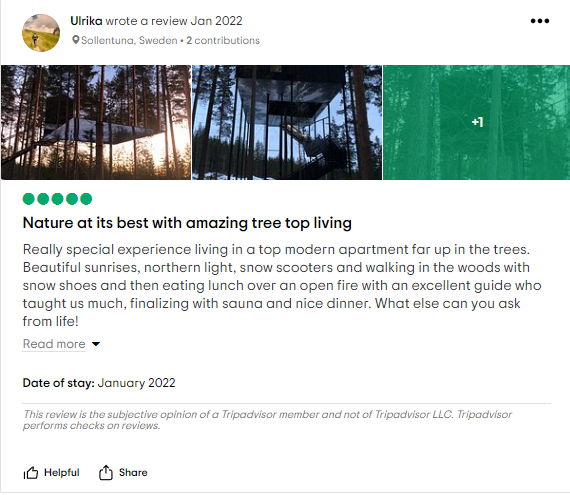 Ulrika wrote a review Jan 2022
Sollentuna, Sweden • 2 contributions
+1
Nature at its best with amazing tree top living
Really special experience living in a top modern apartment far up in the trees.
Beautiful sunrises, northern light, snow scooters and walking in the woods with
snow shoes and then eating lunch over an open fire with an excellent guide who
taught us much, finalizing with sauna and nice dinner. What else can you ask
from life!
Read more
Date of stay: January 2022
This review is the subjective opinion of a Tripadvisor member and not of Tripadvisor LLC. Tripadvisor
performs checks on reviews.
Helpful Share